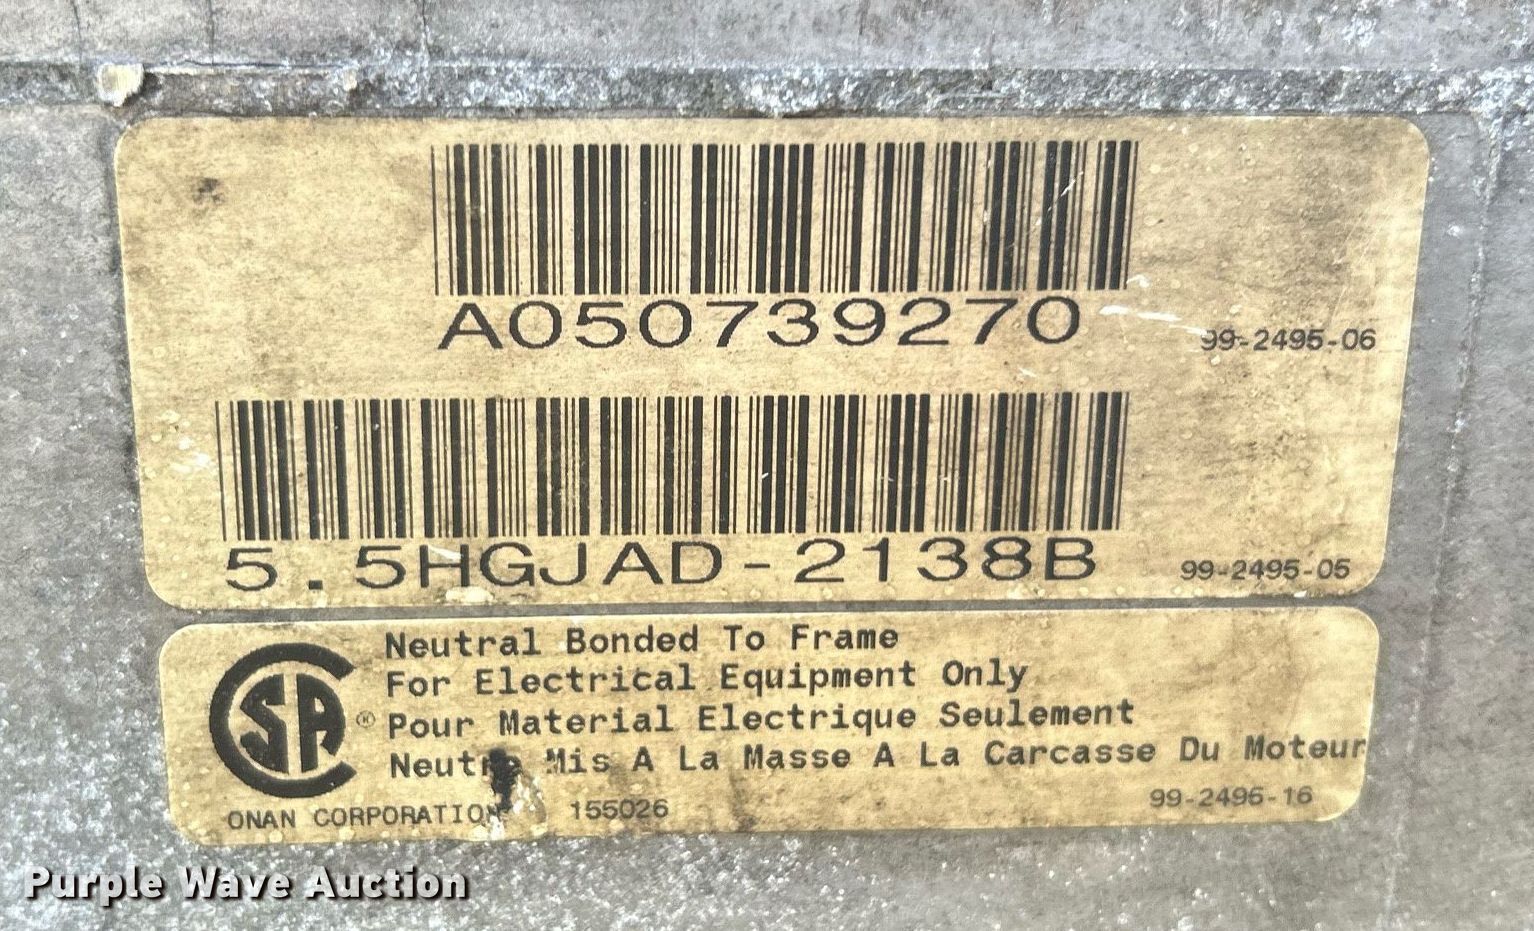 A050739270
99-2495-06
5.5HGJAD-2138B
99-2495-05
Neutral Bonded To Frame
For Electrical Equipment Only
Pour Material Electrique Seulement
Neutre Mis A La Masse A La Carcasse Du Moteur
CSA ®
ONAN CORPORATION 155026
99-2496-16
Purple Wave Auction